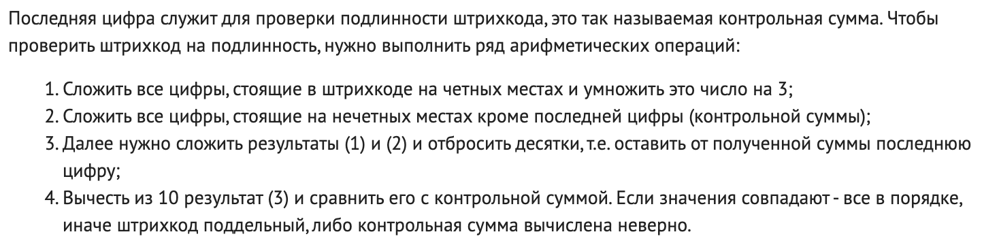 Последняя цифра служит для проверки подлинности штрихкода, это так называемая контрольная сумма. Чтобы
проверить штрихкод на подлинность, нужно выполнить ряд арифметических операций:
1. Сложить все цифры, стоящие в штрихкоде на четных местах и умножить это число на 3;
2. Сложить все цифры, стоящие на нечетных местах кроме последней цифры (контрольной суммы);
3. Далее нужно сложить результаты (1) и (2) и отбросить десятки, т.е. оставить от полученной суммы последнюю
цифру;
4. Вычесть из 10 результат (3) и сравнить его с контрольной суммой. Если значения совпадают - все в порядке,
иначе штрихкод поддельный, либо контрольная сумма вычислена неверно.